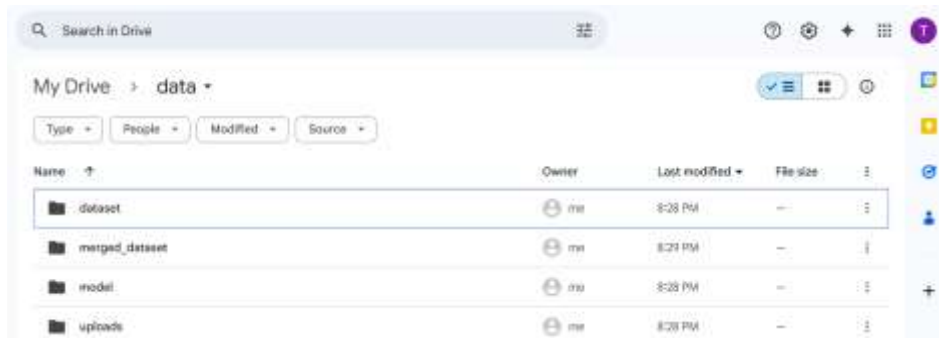 Search in Drive
T
My Drive > data
Type People Modified Source
Name Owner Last modified File size
dataset me 8:28 PM —
merged_dataset me 8:29 PM —
model me 8:28 PM —
uploads me 8:28 PM —